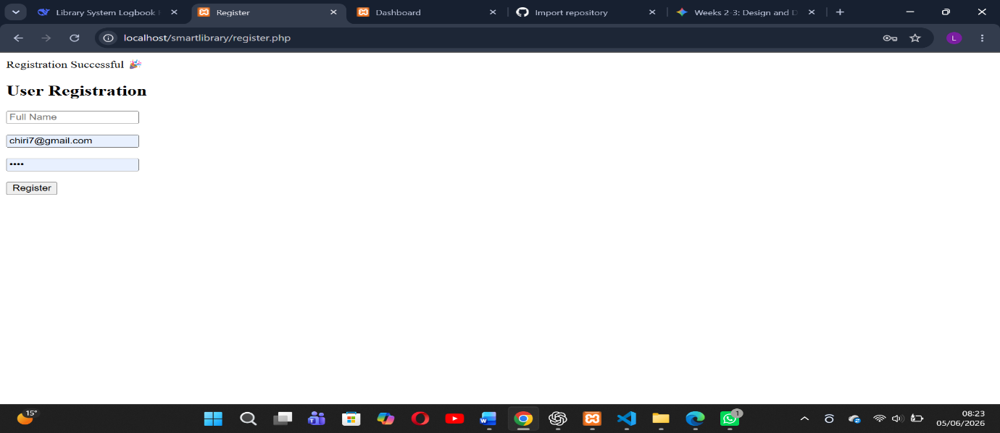 Library System Logbook
Register
Dashboard
Import repository
Weeks 2-3: Design and D
localhost/smartlibrary/register.php
L
Registration Successful 🎉
User Registration
Full Name
chiri7@gmail.com
••••
Register
15°
1
08:23
05/06/2026